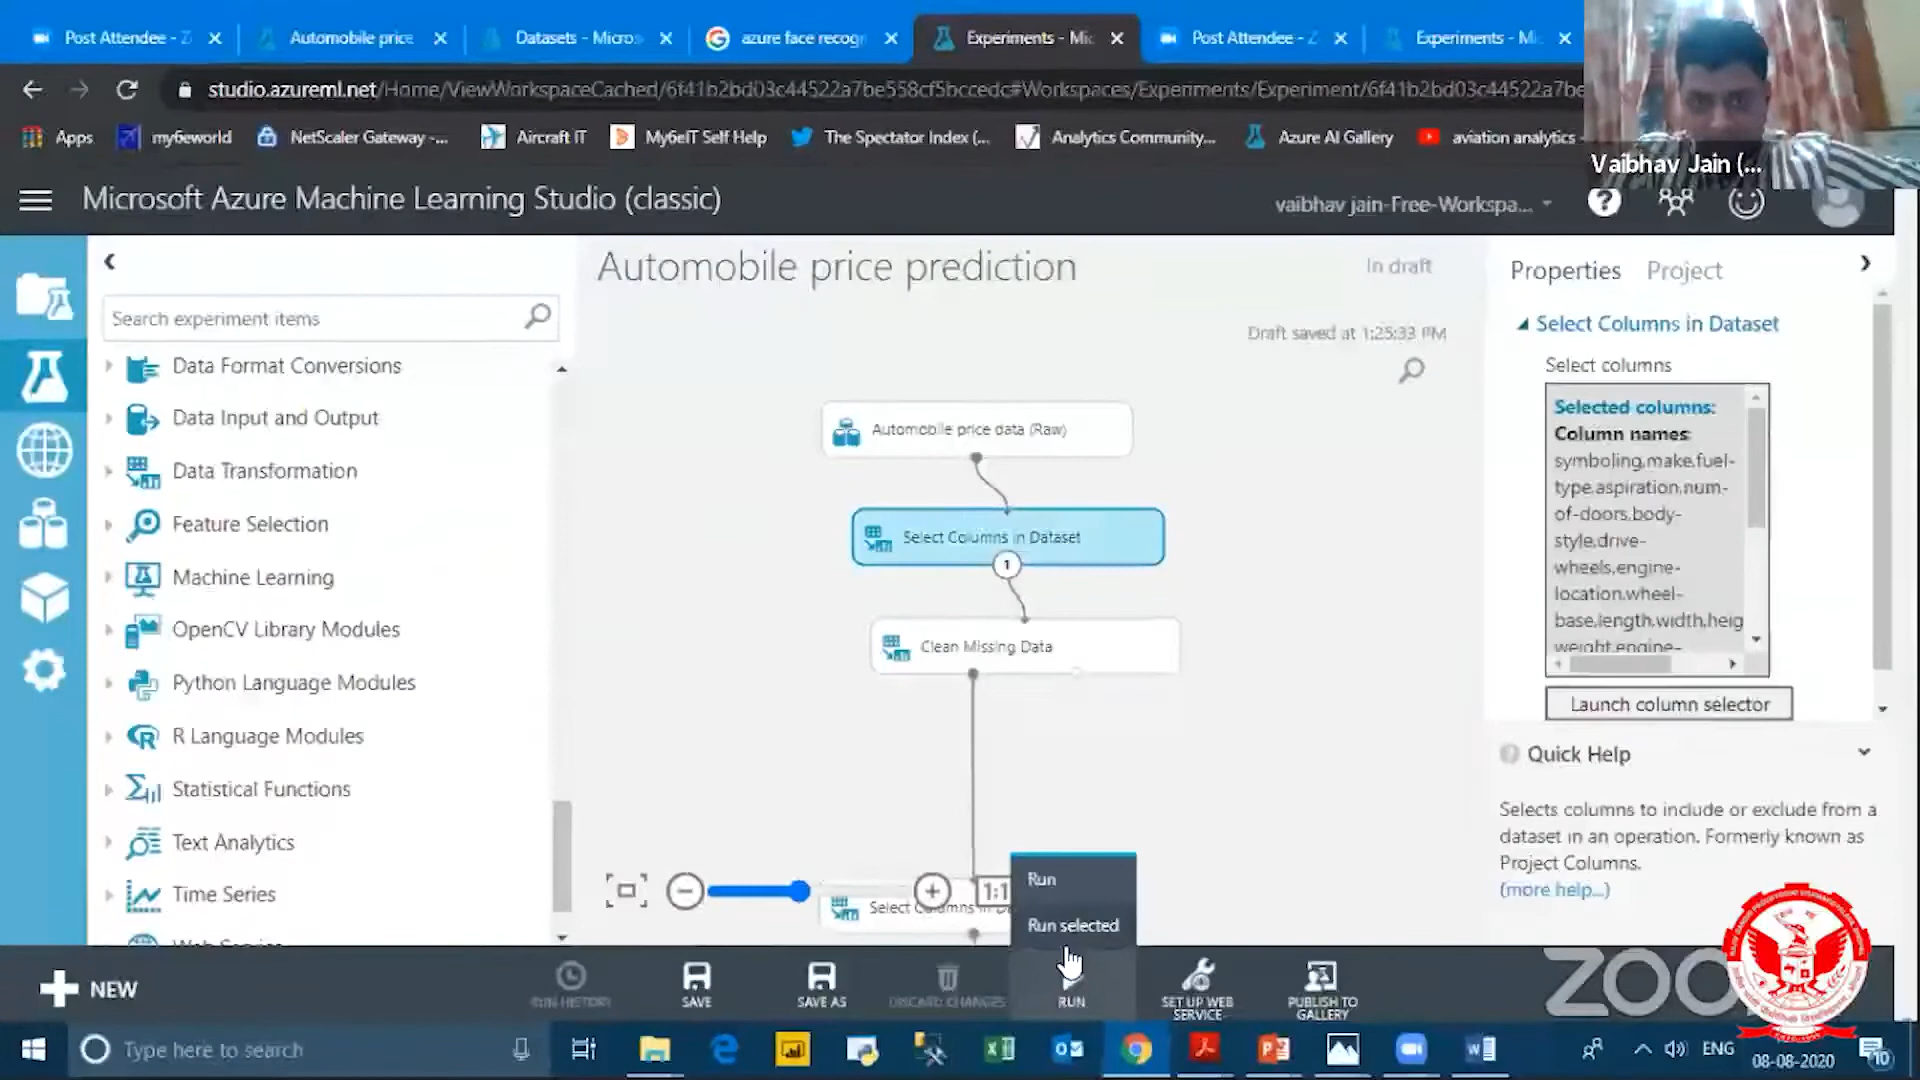 Post Attendee - Z
Automobile price
Datasets - Micros
azure face recogn
Experiments - Mic
Post Attendee - Z
Experiments - Mi
studio.azureml.net/Home/ViewWorkspaceCached/6f41b2bd03c44522a7be558cf5bccedc#Workspaces/Experiments/Experiment/6f41b2bd03c44522a7be
Apps
my6eworld
NetScaler Gateway -...
Aircraft IT
My6eIT Self Help
The Spectator Index (...
Analytics Community...
Azure AI Gallery
aviation analytics -
Vaibhav Jain (...
Microsoft Azure Machine Learning Studio (classic)
vaibhav jain-Free-Workspa...
Search experiment items
Data Format Conversions
Data Input and Output
Data Transformation
Feature Selection
Machine Learning
OpenCV Library Modules
Python Language Modules
R Language Modules
Statistical Functions
Text Analytics
Time Series
Web Service
Automobile price prediction
In draft
Draft saved at 1:25:33 PM
Automobile price data (Raw)
Select Columns in Dataset
1
Clean Missing Data
Select Columns in Da
1:1
Run
Run selected
Properties
Project
Select Columns in Dataset
Select columns
Selected columns:
Column names:
symboling,make,fuel-
type,aspiration,num-
of-doors,body-
style,drive-
wheels,engine-
location,wheel-
base,length,width,heig
weight,engine-
Launch column selector
Quick Help
Selects columns to include or exclude from a
dataset in an operation. Formerly known as
Project Columns.
(more help...)
NEW
RUN HISTORY
SAVE
SAVE AS
DISCARD CHANGES
RUN
SET UP WEB
SERVICE
PUBLISH TO
GALLERY
zoo
Type here to search
ENG
08-08-2020
10